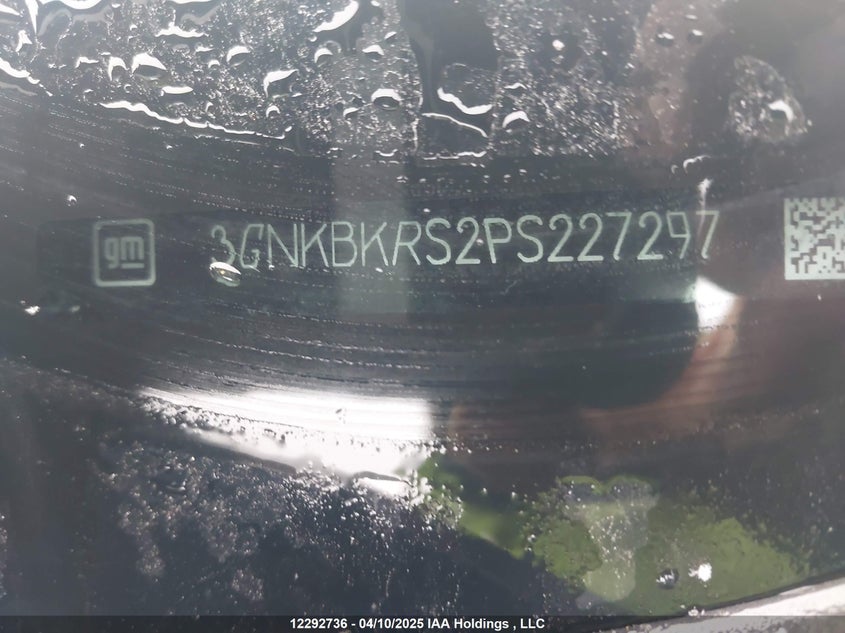 gm 3GNKBKRS2PS227297
12292736 - 04/10/2025 IAA Holdings , LLC